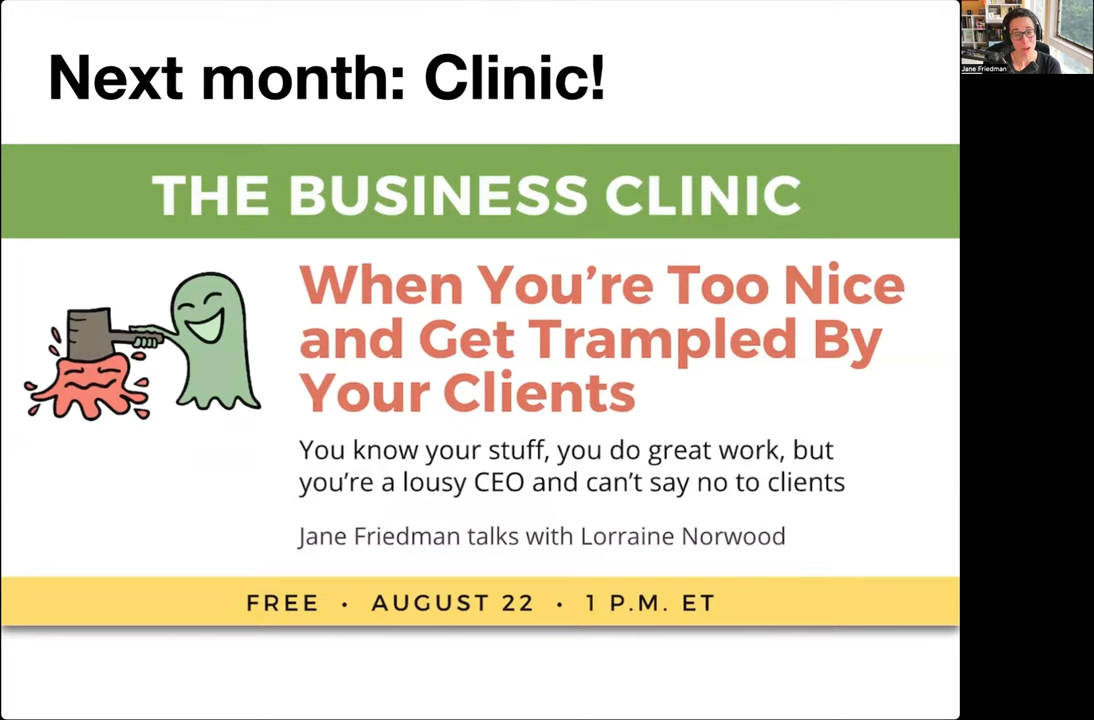 Next month: Clinic!
Jane Friedman
THE BUSINESS CLINIC
When You’re Too Nice
and Get Trampled By
Your Clients
You know your stuff, you do great work, but
you’re a lousy CEO and can’t say no to clients
Jane Friedman talks with Lorraine Norwood
FREE • AUGUST 22 • 1 P.M. ET